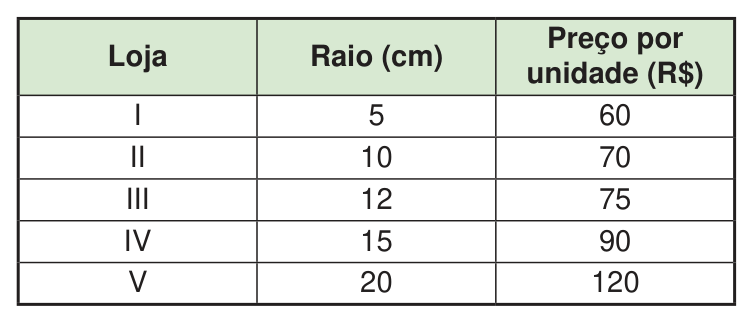 Loja Raio (cm) Preço por unidade (R$)
I 5 60
II 10 70
III 12 75
IV 15 90
V 20 120